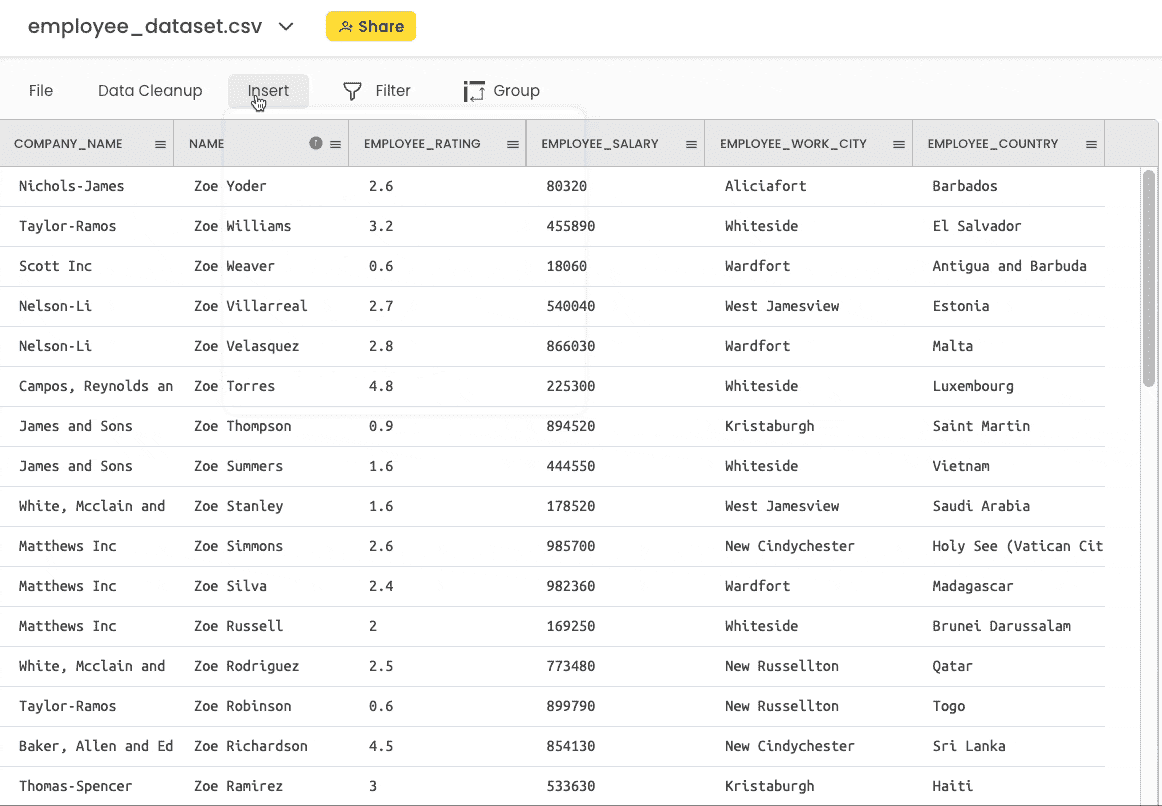 employee_dataset.csv Share
File Data Cleanup Insert Filter Group
COMPANY_NAME NAME EMPLOYEE_RATING EMPLOYEE_SALARY EMPLOYEE_WORK_CITY EMPLOYEE_COUNTRY
Nichols-James Zoe Yoder 2.6 80320 Aliciafort Barbados
Taylor-Ramos Zoe Williams 3.2 455890 Whiteside El Salvador
Scott Inc Zoe Weaver 0.6 18060 Wardfort Antigua and Barbuda
Nelson-Li Zoe Villarreal 2.7 540040 West Jamesview Estonia
Nelson-Li Zoe Velasquez 2.8 866030 Wardfort Malta
Campos, Reynolds an Zoe Torres 4.8 225300 Whiteside Luxembourg
James and Sons Zoe Thompson 0.9 894520 Kristaburgh Saint Martin
James and Sons Zoe Summers 1.6 444550 Whiteside Vietnam
White, Mcclain and Zoe Stanley 1.6 178520 West Jamesview Saudi Arabia
Matthews Inc Zoe Simmons 2.6 985700 New Cindychester Holy See (Vatican Cit
Matthews Inc Zoe Silva 2.4 982360 Wardfort Madagascar
Matthews Inc Zoe Russell 2 169250 Whiteside Brunei Darussalam
White, Mcclain and Zoe Rodriguez 2.5 773480 New Russellton Qatar
Taylor-Ramos Zoe Robinson 0.6 899790 New Russellton Togo
Baker, Allen and Ed Zoe Richardson 4.5 854130 New Cindychester Sri Lanka
Thomas-Spencer Zoe Ramirez 3 533630 Kristaburgh Haiti